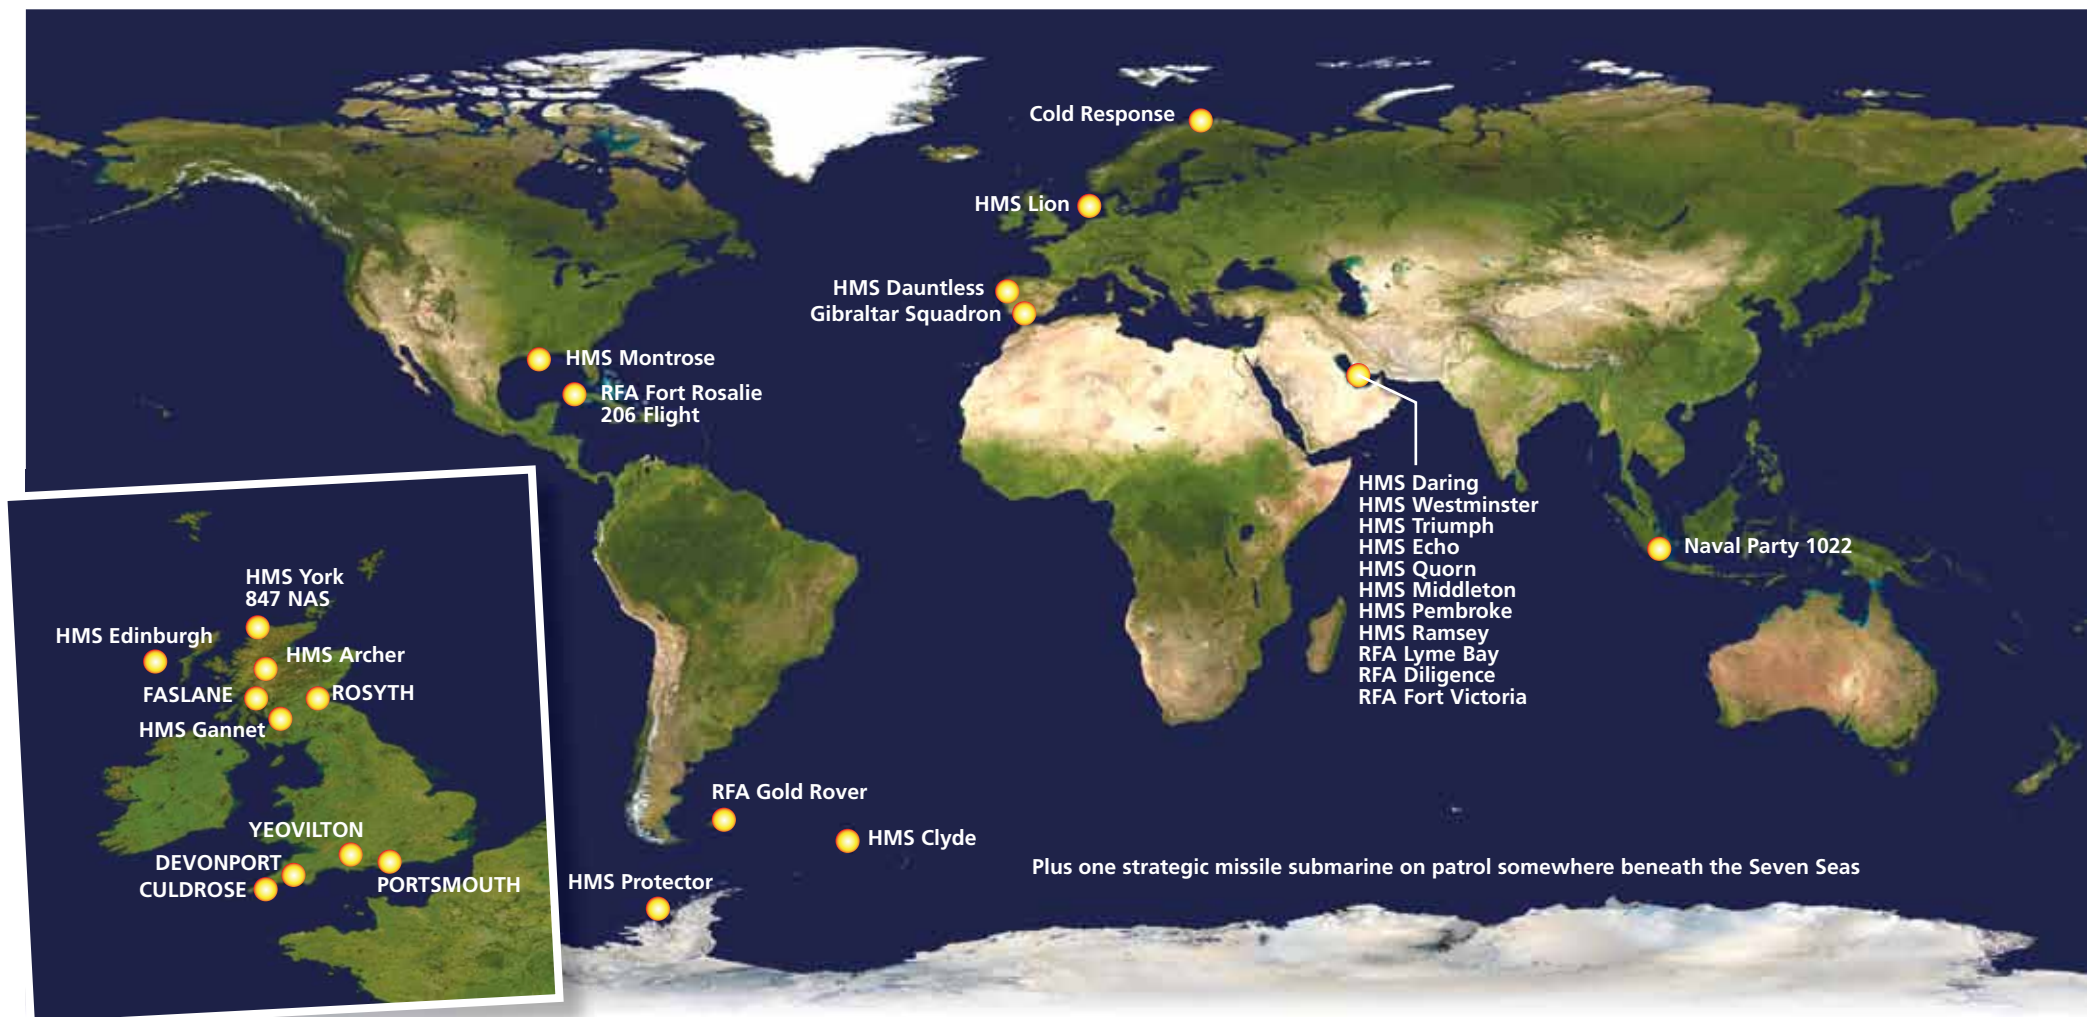 Cold Response
HMS Lion
HMS Dauntless
Gibraltar Squadron
HMS Montrose
RFA Fort Rosalie
206 Flight
HMS Daring
HMS Westminster
HMS Triumph
HMS Echo
HMS Quorn
HMS Middleton
HMS Pembroke
HMS Ramsey
RFA Lyme Bay
RFA Diligence
RFA Fort Victoria
Naval Party 1022
HMS York
847 NAS
HMS Edinburgh
HMS Archer
FASLANE
ROSYTH
HMS Gannet
YEOVILTON
DEVONPORT
CULDROSE
PORTSMOUTH
RFA Gold Rover
HMS Clyde
HMS Protector
Plus one strategic missile submarine on patrol somewhere beneath the Seven Seas